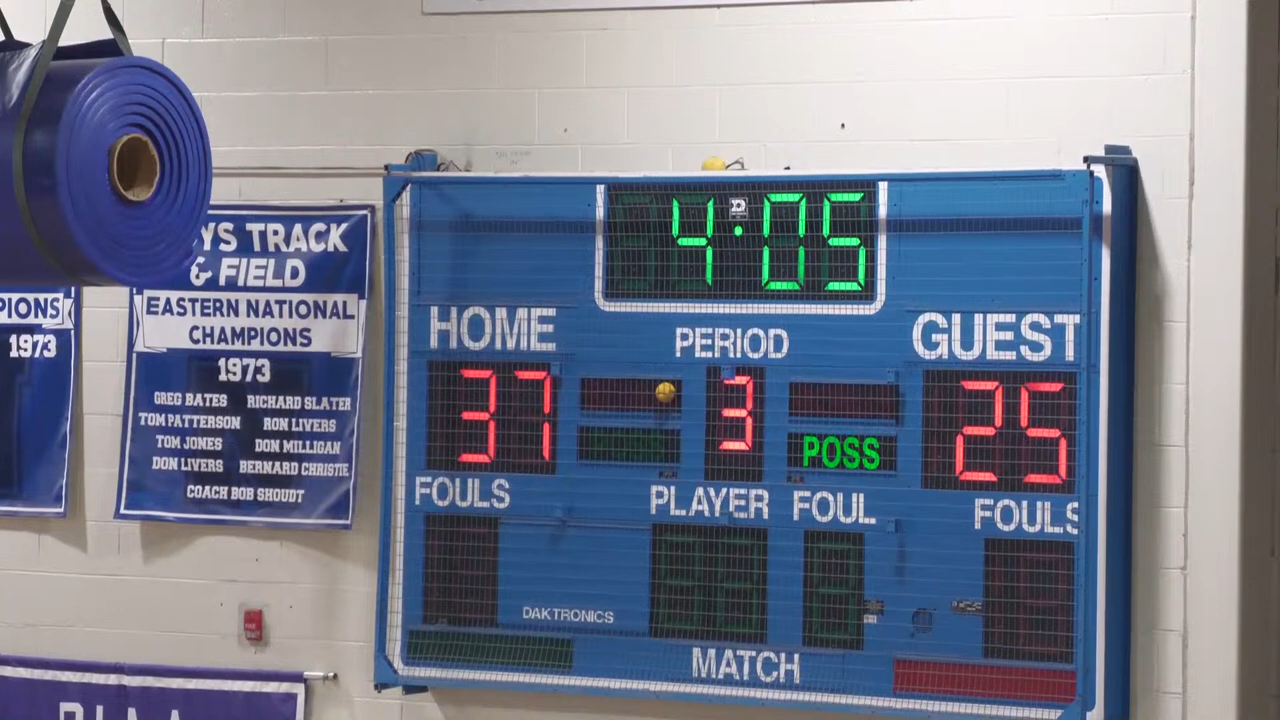 PIONS
1973
YS TRACK
& FIELD
EASTERN NATIONAL
CHAMPIONS
1973
GREG BATES RICHARD SLATER
TOM PATTERSON RON LIVERS
TOM JONES DON MILLIGAN
DON LIVERS BERNARD CHRISTIE
COACH BOB SHOUDT
4:05
HOME PERIOD GUEST
37 3 25
POSS
FOULS PLAYER FOUL FOULS
DAKTRONICS
MATCH